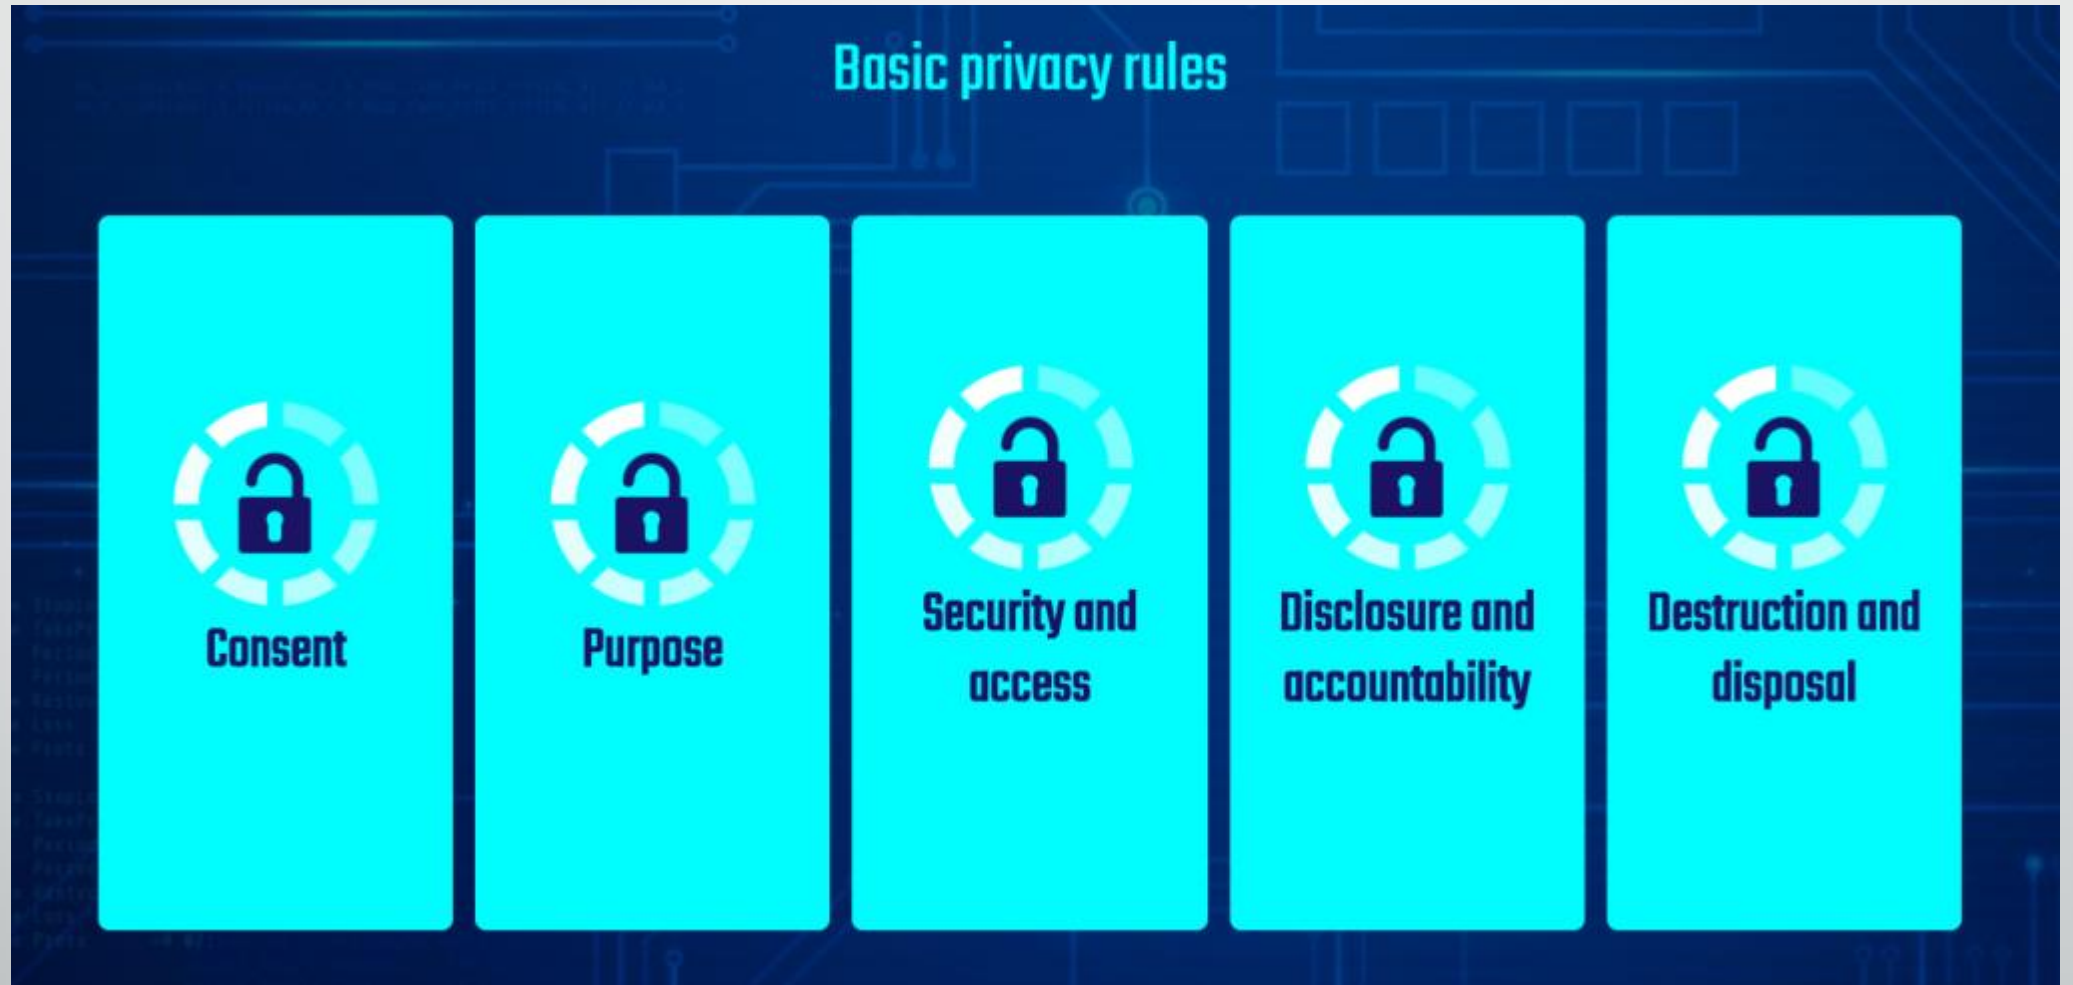 Basic privacy rules
Consent
Purpose
Security and
access
Disclosure and
accountability
Destruction and
disposal